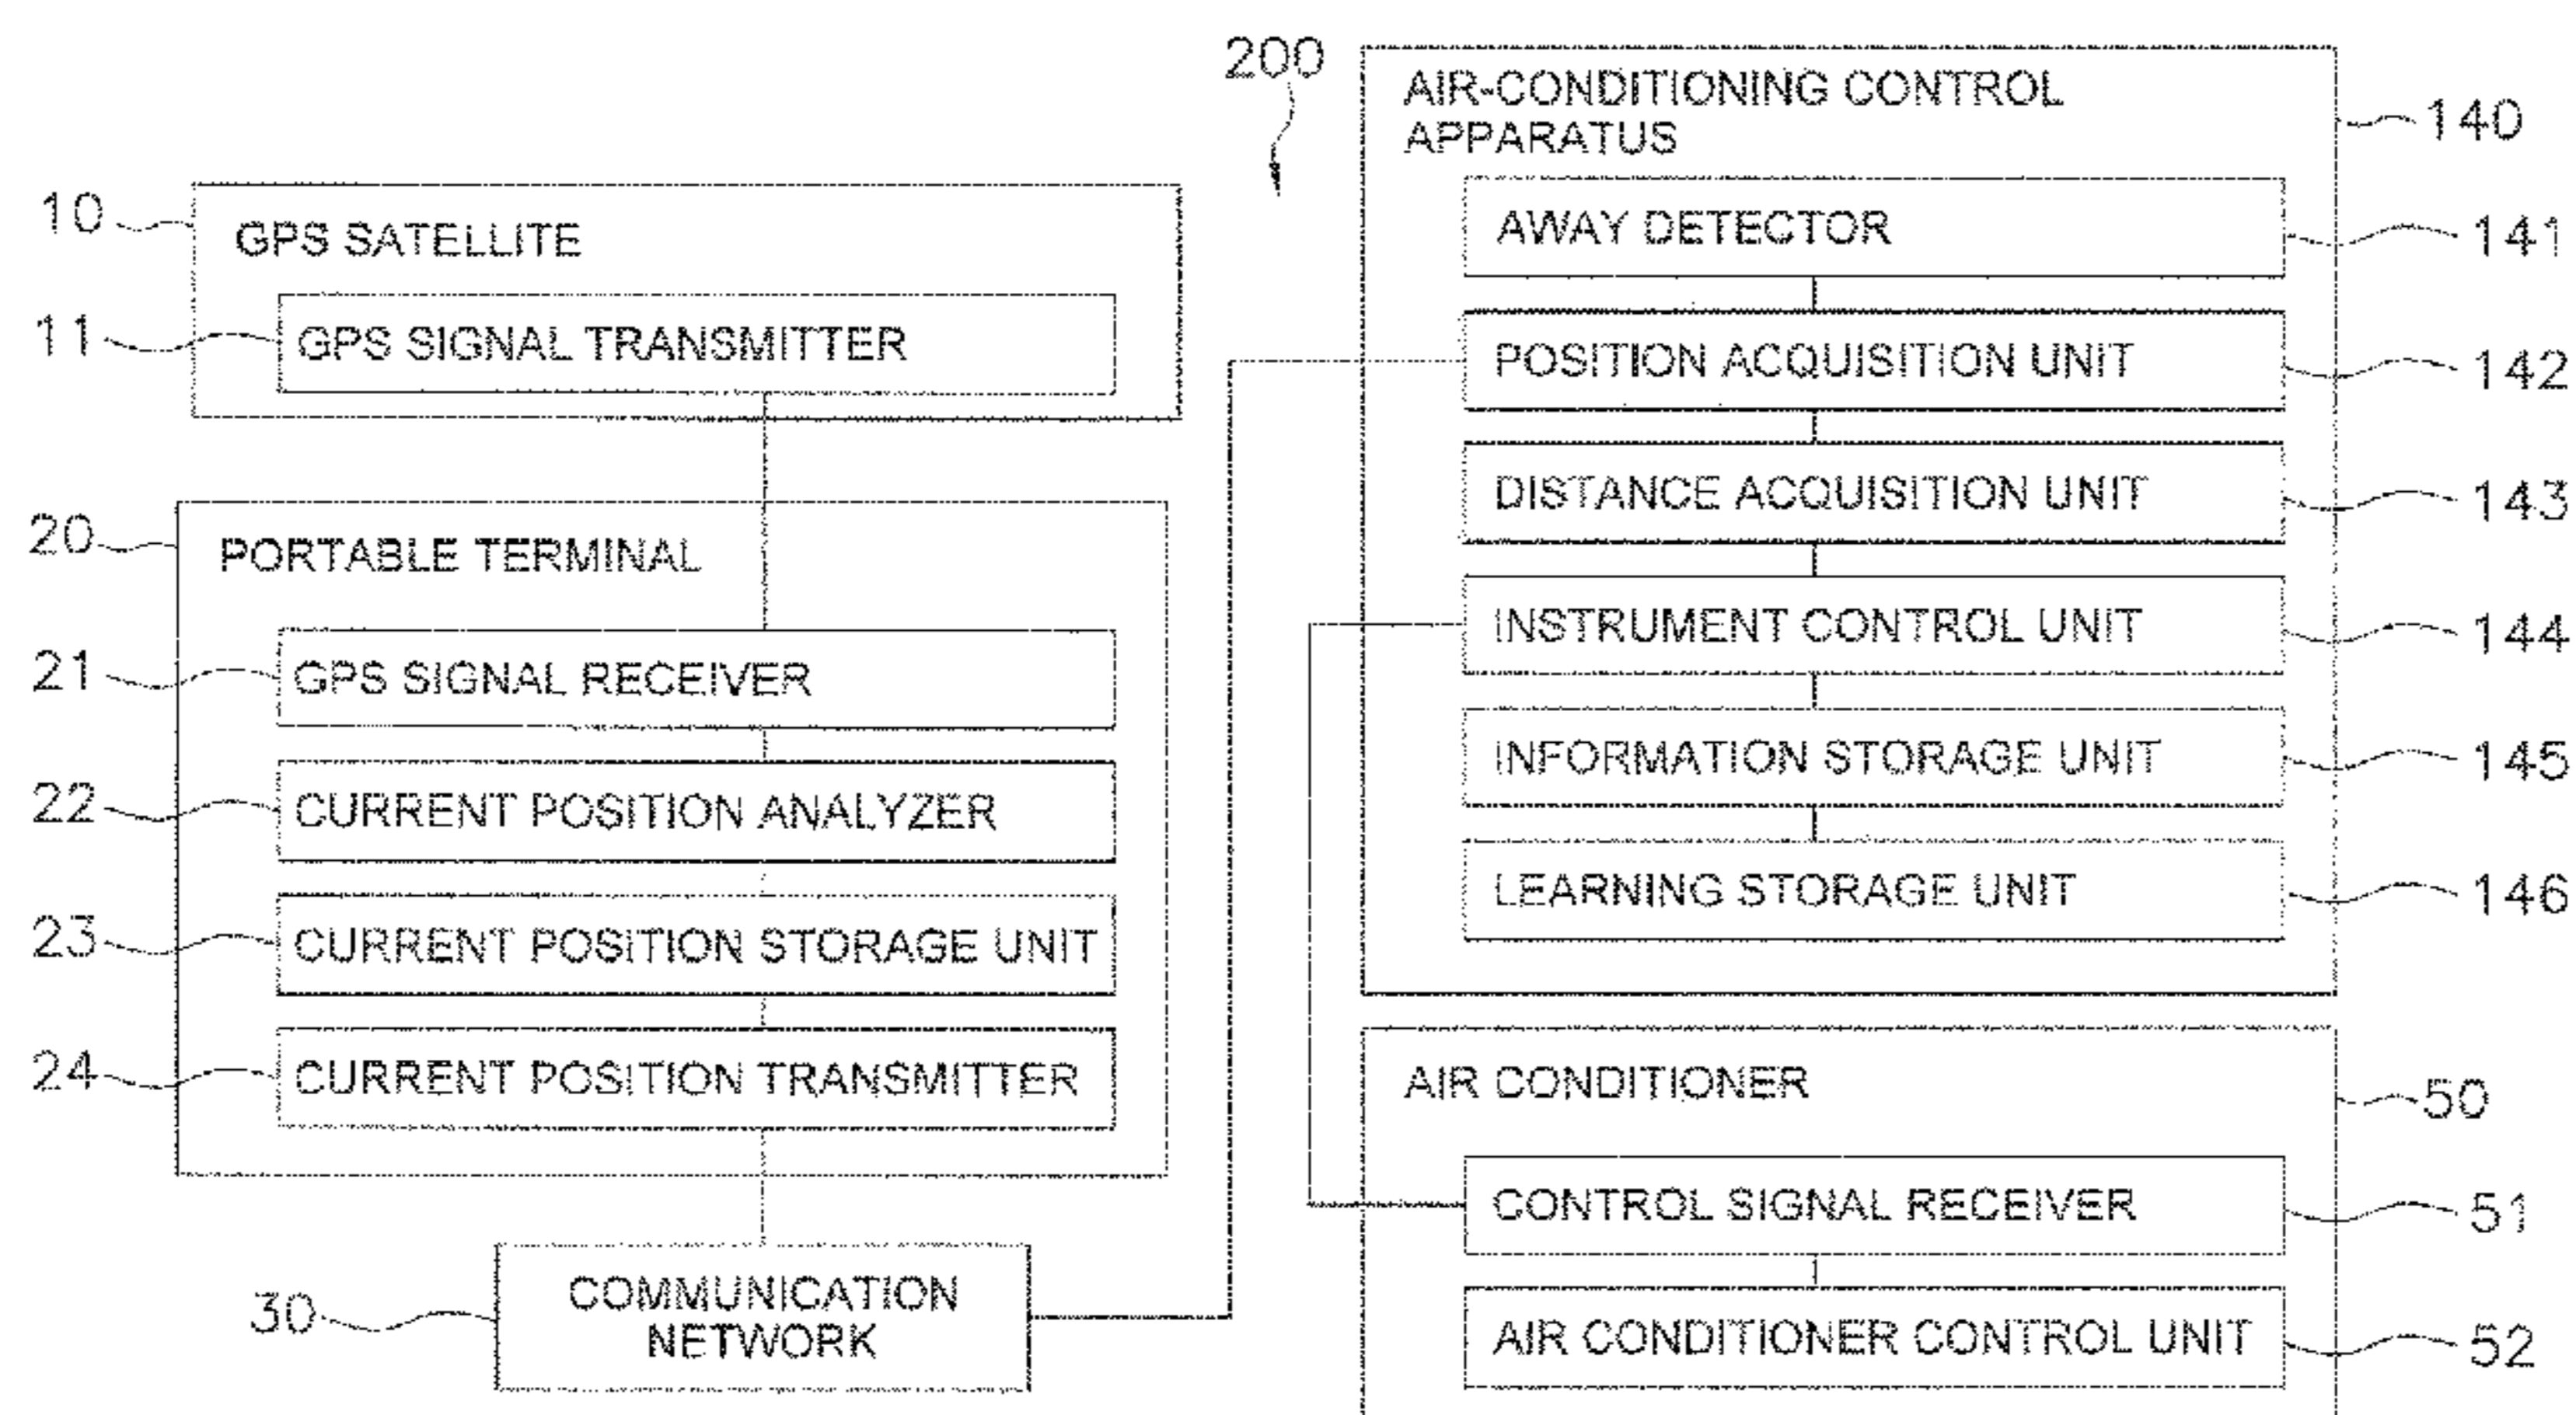 200
AIR-CONDITIONING CONTROL
APPARATUS
140
AWAY DETECTOR
141
POSITION ACQUISITION UNIT
142
DISTANCE ACQUISITION UNIT
143
INSTRUMENT CONTROL UNIT
144
INFORMATION STORAGE UNIT
145
LEARNING STORAGE UNIT
146
10
GPS SATELLITE
11
GPS SIGNAL TRANSMITTER
20
PORTABLE TERMINAL
21
GPS SIGNAL RECEIVER
22
CURRENT POSITION ANALYZER
23
CURRENT POSITION STORAGE UNIT
24
CURRENT POSITION TRANSMITTER
30
COMMUNICATION
NETWORK
AIR CONDITIONER
50
CONTROL SIGNAL RECEIVER
51
AIR CONDITIONER CONTROL UNIT
52